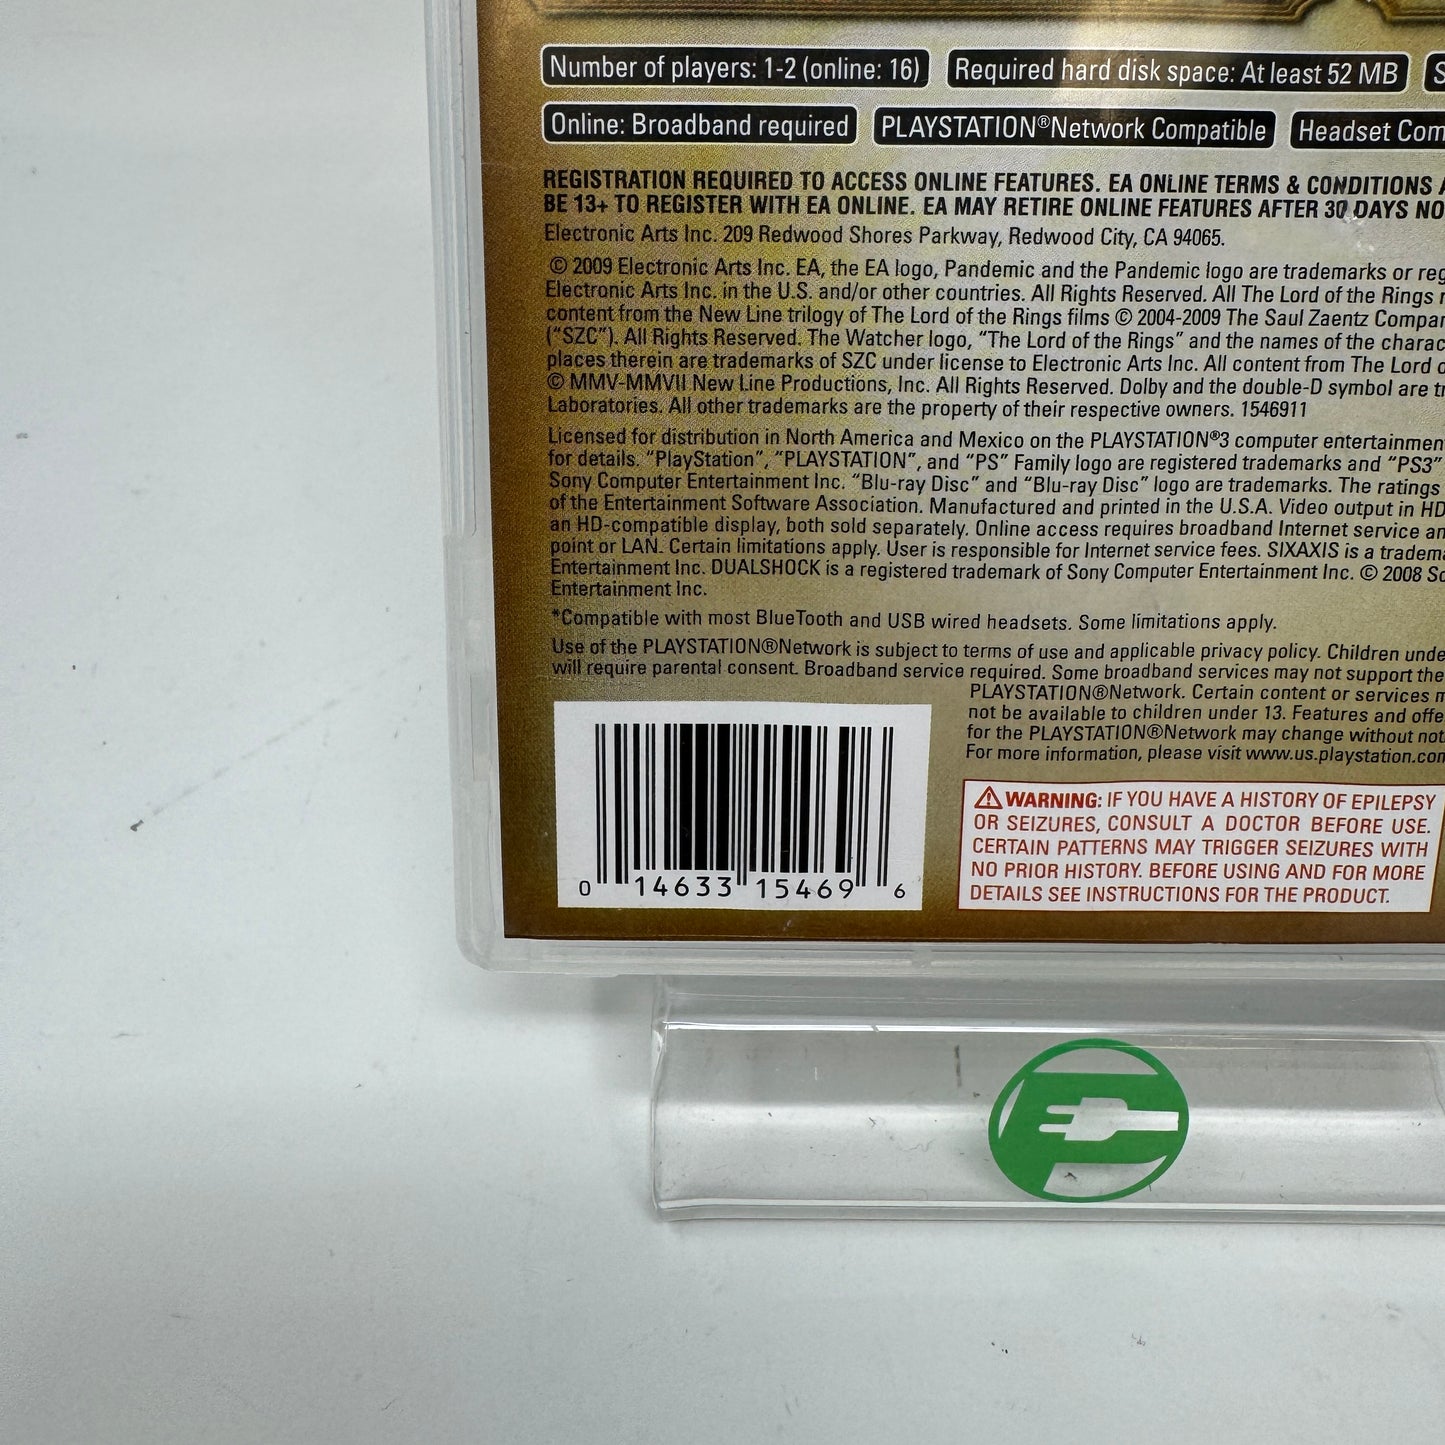 Number of players: 1-2 (online: 16) Required hard disk space: At least 52 MB S
Online: Broadband required PLAYSTATION®Network Compatible Headset Com
REGISTRATION REQUIRED TO ACCESS ONLINE FEATURES. EA ONLINE TERMS & CONDITIONS A
BE 13+ TO REGISTER WITH EA ONLINE. EA MAY RETIRE ONLINE FEATURES AFTER 30 DAYS NO
Electronic Arts Inc. 209 Redwood Shores Parkway, Redwood City, CA 94065.
© 2009 Electronic Arts Inc. EA, the EA logo, Pandemic and the Pandemic logo are trademarks or reg
Electronic Arts Inc. in the U.S. and/or other countries. All Rights Reserved. All The Lord of the Rings
content from the New Line trilogy of The Lord of the Rings films © 2004-2009 The Saul Zaentz Compan
("SZC"). All Rights Reserved. The Watcher logo, "The Lord of the Rings" and the names of the charac
places therein are trademarks of SZC under license to Electronic Arts Inc. All content from The Lord o
© MMV-MMVII New Line Productions, Inc. All Rights Reserved. Dolby and the double-D symbol are tr
Laboratories. All other trademarks are the property of their respective owners. 1546911
Licensed for distribution in North America and Mexico on the PLAYSTATION®3 computer entertainmen
for details. "PlayStation", "PLAYSTATION", and "PS" Family logo are registered trademarks and "PS3"
Sony Computer Entertainment Inc. "Blu-ray Disc" and "Blu-ray Disc" logo are trademarks. The ratings
of the Entertainment Software Association. Manufactured and printed in the U.S.A. Video output in HD
an HD-compatible display, both sold separately. Online access requires broadband Internet service an
point or LAN. Certain limitations apply. User is responsible for Internet service fees. SIXAXIS is a tradema
Entertainment Inc. DUALSHOCK is a registered trademark of Sony Computer Entertainment Inc. © 2008 So
Entertainment Inc.
*Compatible with most BlueTooth and USB wired headsets. Some limitations apply.
Use of the PLAYSTATION®Network is subject to terms of use and applicable privacy policy. Children unde
will require parental consent. Broadband service required. Some broadband services may not support the
PLAYSTATION®Network. Certain content or services m
not be available to children under 13. Features and offe
for the PLAYSTATION®Network may change without not
For more information, please visit www.us.playstation.com
⚠ WARNING: IF YOU HAVE A HISTORY OF EPILEPSY
OR SEIZURES, CONSULT A DOCTOR BEFORE USE.
CERTAIN PATTERNS MAY TRIGGER SEIZURES WITH
NO PRIOR HISTORY. BEFORE USING AND FOR MORE
DETAILS SEE INSTRUCTIONS FOR THE PRODUCT.
0 14633 15469 6